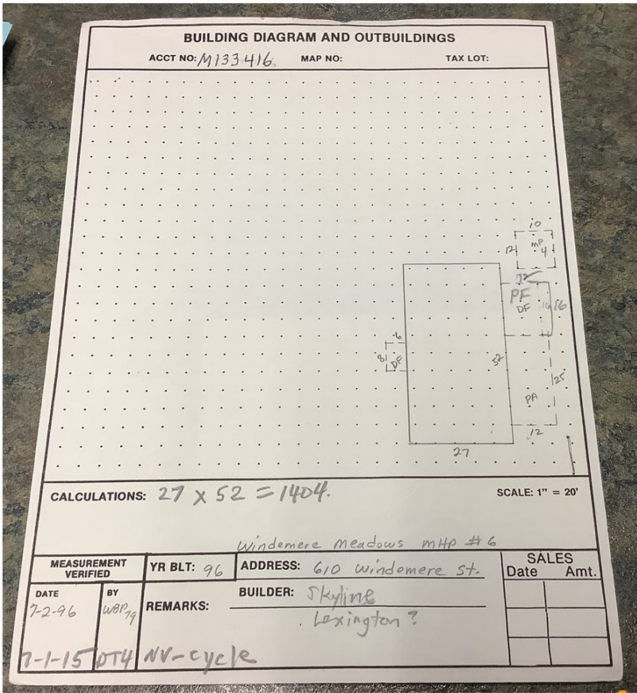 BUILDING DIAGRAM AND OUTBUILDINGS
ACCT NO: M133416. MAP NO: TAX LOT:
10
12 MP 4
12
PF
DF 16
6
8 DF
52
25
PA
12
27
CALCULATIONS: 27 x 52 = 1404. SCALE: 1" = 20'
Windemere Meadows MHP #6
MEASUREMENT VERIFIED YR BLT: 96 ADDRESS: 610 Windemere St. SALES
Date Amt.
DATE BY REMARKS: BUILDER: Skyline
7-2-96 Lexington?
7-1-15 DT4 NV-cycle